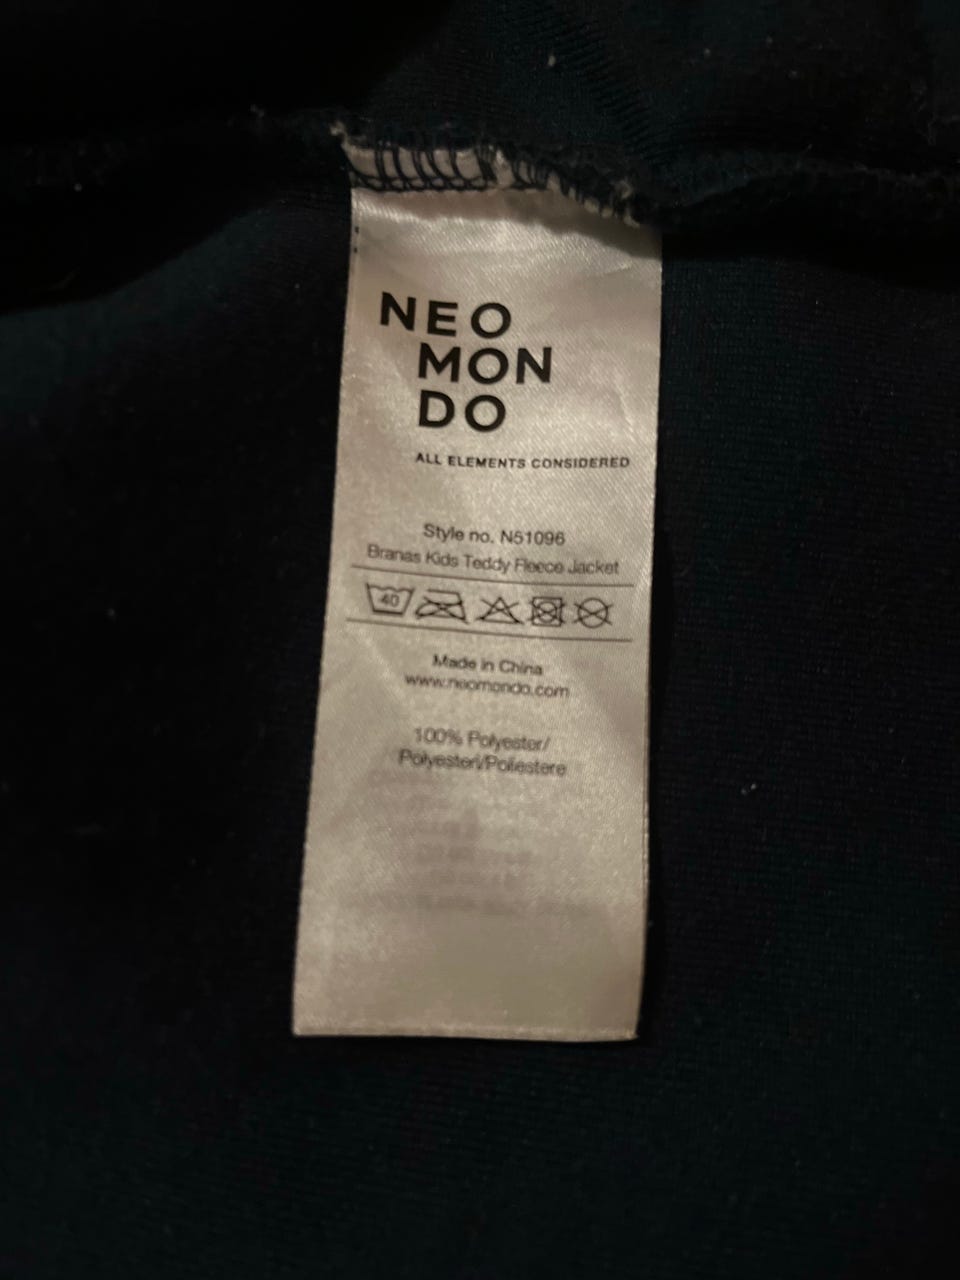 NEO
MON
DO
ALL ELEMENTS CONSIDERED
Style no. N51096
Branas Kids Teddy Fleece Jacket
40
Made in China
www.neomondo.com
100% Polyester/
Polyesteri/Poliestere